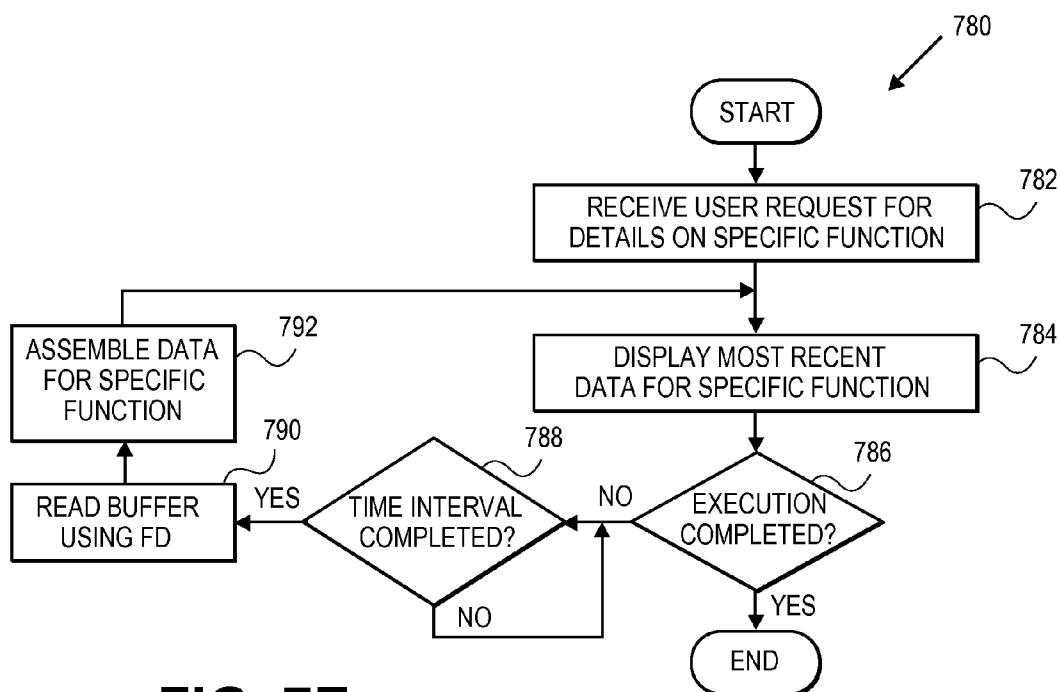 780
START
782
RECEIVE USER REQUEST FOR
DETAILS ON SPECIFIC FUNCTION
792
ASSEMBLE DATA
FOR SPECIFIC
FUNCTION
784
DISPLAY MOST RECENT
DATA FOR SPECIFIC FUNCTION
790
READ BUFFER
USING FD
YES
788
TIME INTERVAL
COMPLETED?
NO
NO
786
EXECUTION
COMPLETED?
YES
END